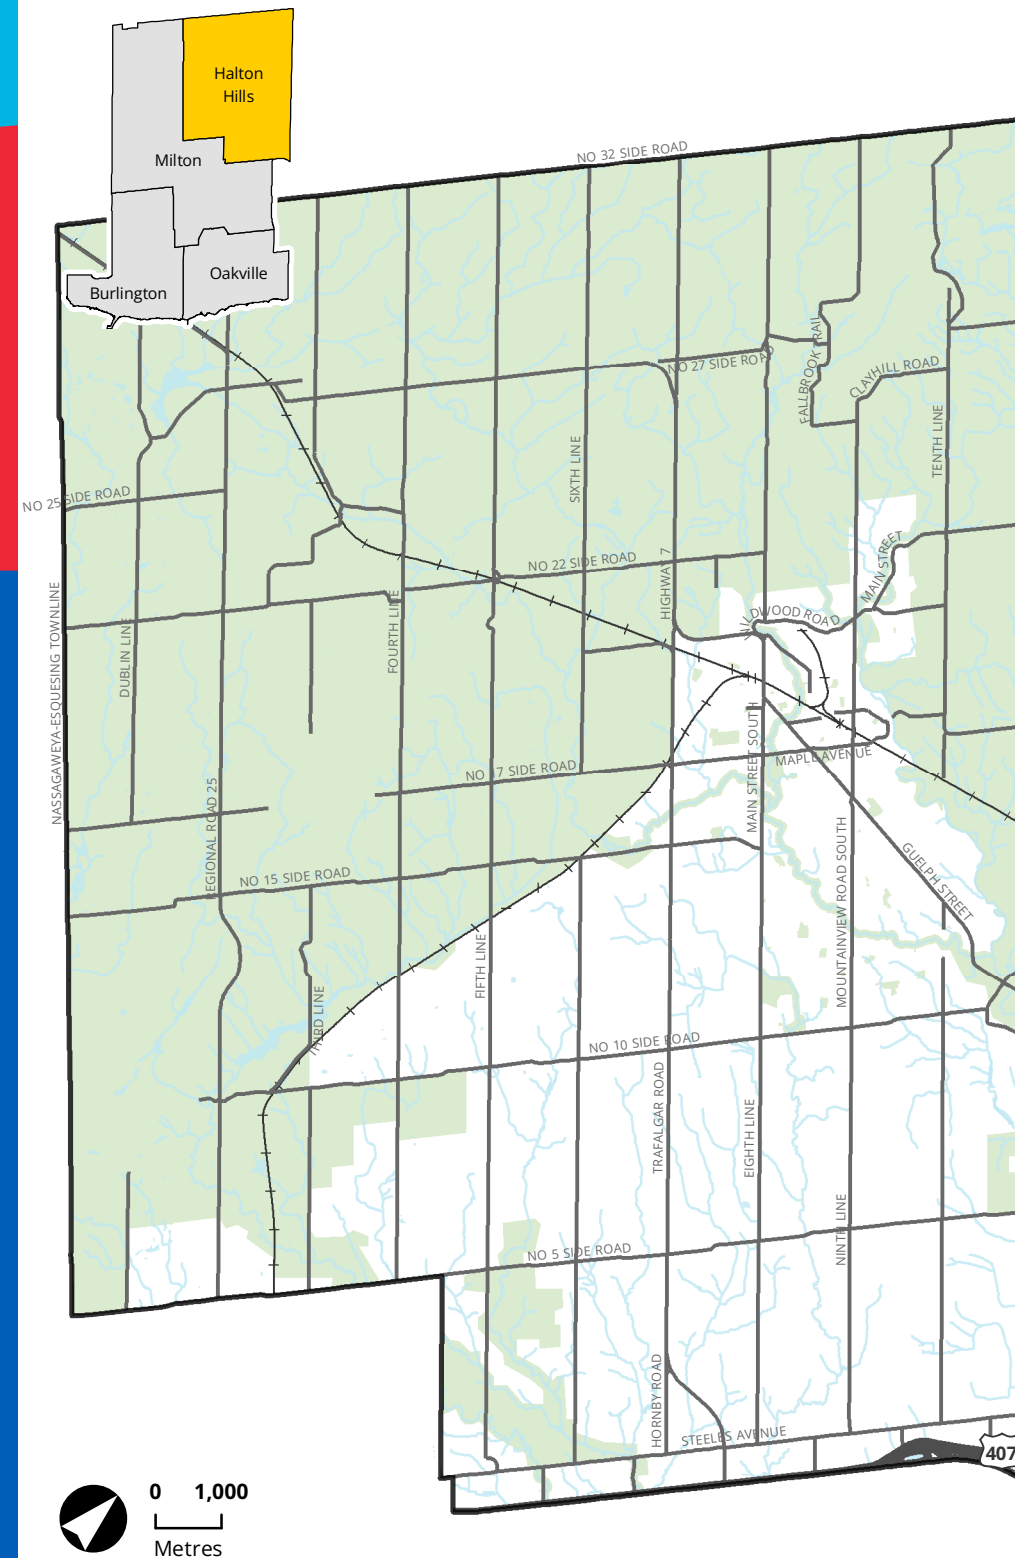 Halton
Hills
Milton
Oakville
Burlington
NO 32 SIDE ROAD
NO 27 SIDE ROAD
FALLBROOK TRAIL
CLAYHILL ROAD
TENTH LINE
SIXTH LINE
NO 25 SIDE ROAD
MAIN STREET
NO 22 SIDE ROAD
HIGHWAY 7
WILDWOOD ROAD
NASSAGAWEYA-ESQUESING TOWNLINE
DUBLIN LINE
FOURTH LINE
MAIN STREET SOUTH
MAPLE AVENUE
NO 17 SIDE ROAD
REGIONAL ROAD 25
MOUNTAINVIEW ROAD SOUTH
GUELPH STREET
NO 15 SIDE ROAD
FIFTH LINE
THIRD LINE
NO 10 SIDE ROAD
TRAFALGAR ROAD
EIGHTH LINE
NINTH LINE
NO 5 SIDE ROAD
HORNBY ROAD
STEELES AVENUE
407
0 1,000
Metres